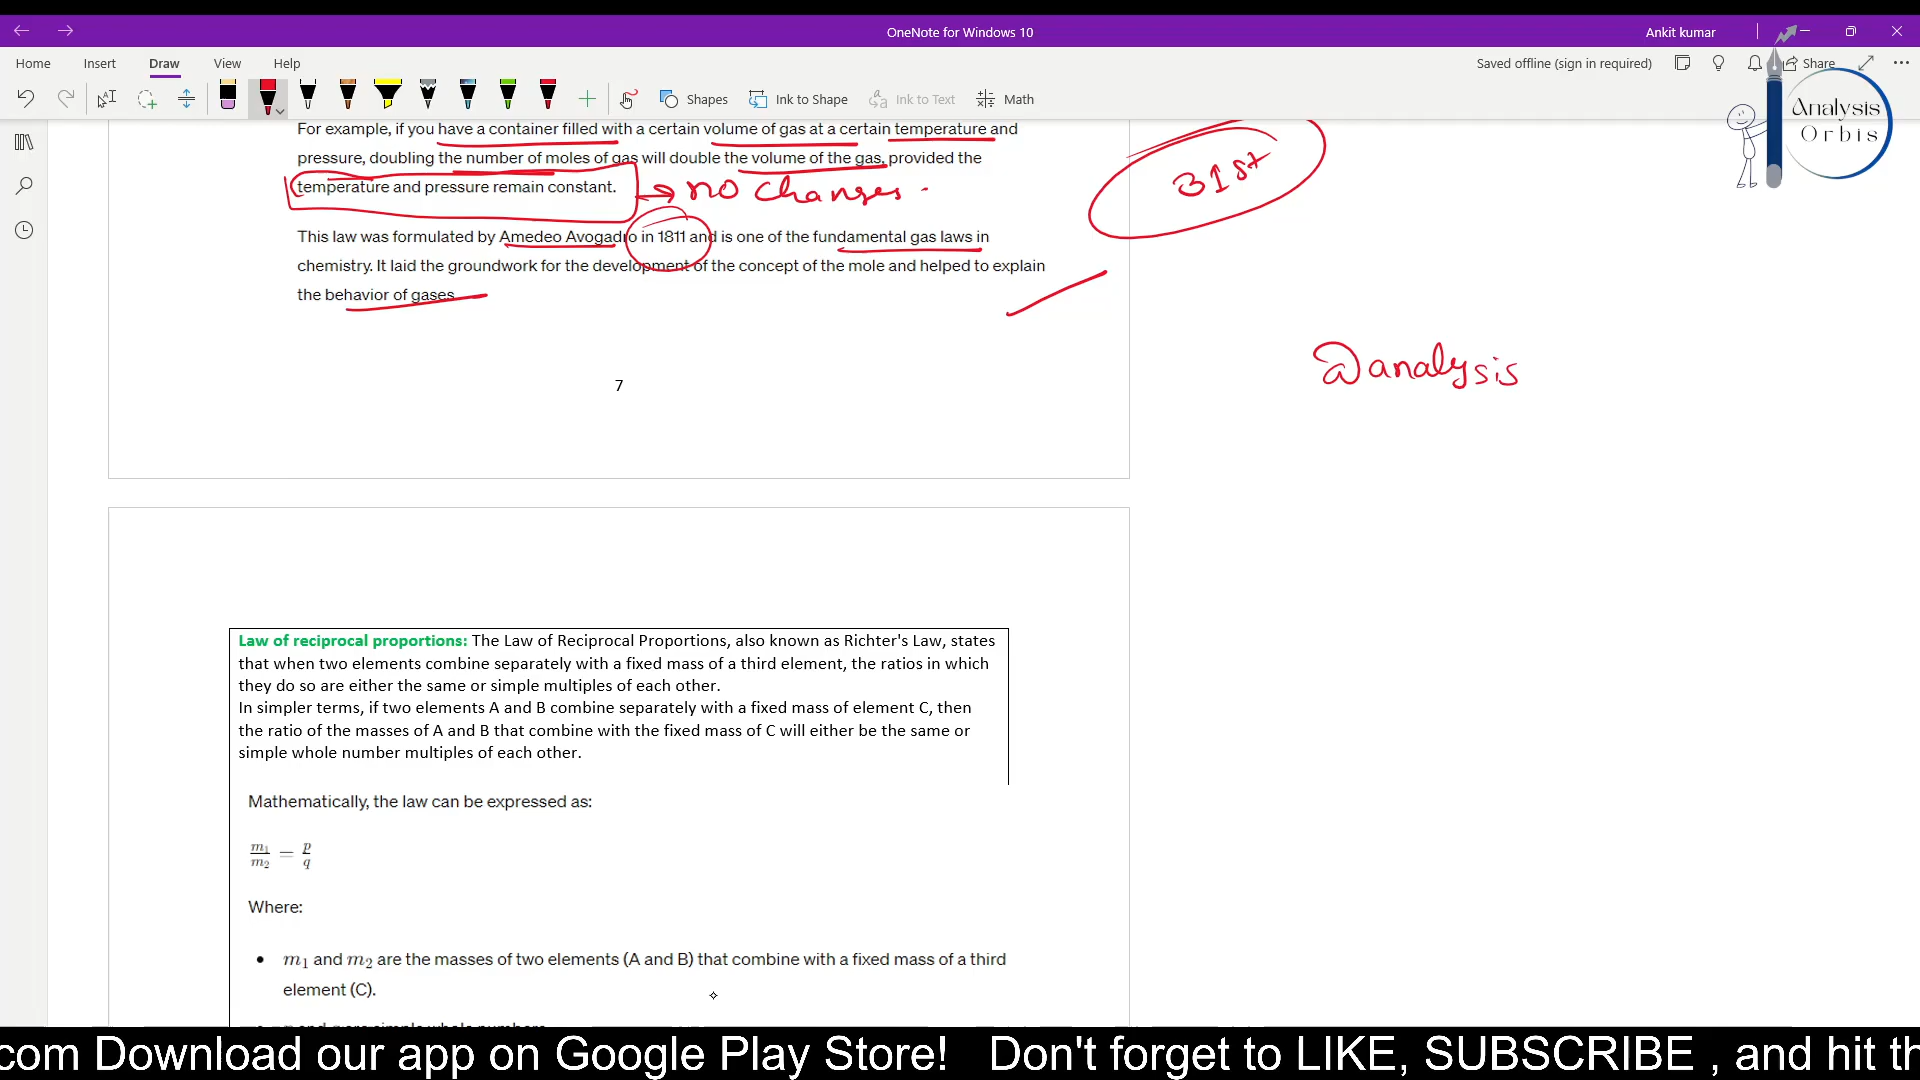 OneNote for Windows 10
Ankit kumar
Home Insert Draw View Help
Saved offline (sign in required)
Share
Shapes
Ink to Shape
Ink to Text
Math
Analysis
Orbis
For example, if you have a container filled with a certain volume of gas at a certain temperature and
pressure, doubling the number of moles of gas will double the volume of the gas, provided the
temperature and pressure remain constant.
→ no changes .
31st
This law was formulated by Amedeo Avogadro in 1811 and is one of the fundamental gas laws in
chemistry. It laid the groundwork for the development of the concept of the mole and helped to explain
the behavior of gases
@analysis
7
Law of reciprocal proportions: The Law of Reciprocal Proportions, also known as Richter's Law, states
that when two elements combine separately with a fixed mass of a third element, the ratios in which
they do so are either the same or simple multiples of each other.
In simpler terms, if two elements A and B combine separately with a fixed mass of element C, then
the ratio of the masses of A and B that combine with the fixed mass of C will either be the same or
simple whole number multiples of each other.
Mathematically, the law can be expressed as:
m₁/m₂ = p/q
Where:
• m₁ and m₂ are the masses of two elements (A and B) that combine with a fixed mass of a third
element (C).
com Download our app on Google Play Store! Don't forget to LIKE, SUBSCRIBE , and hit th